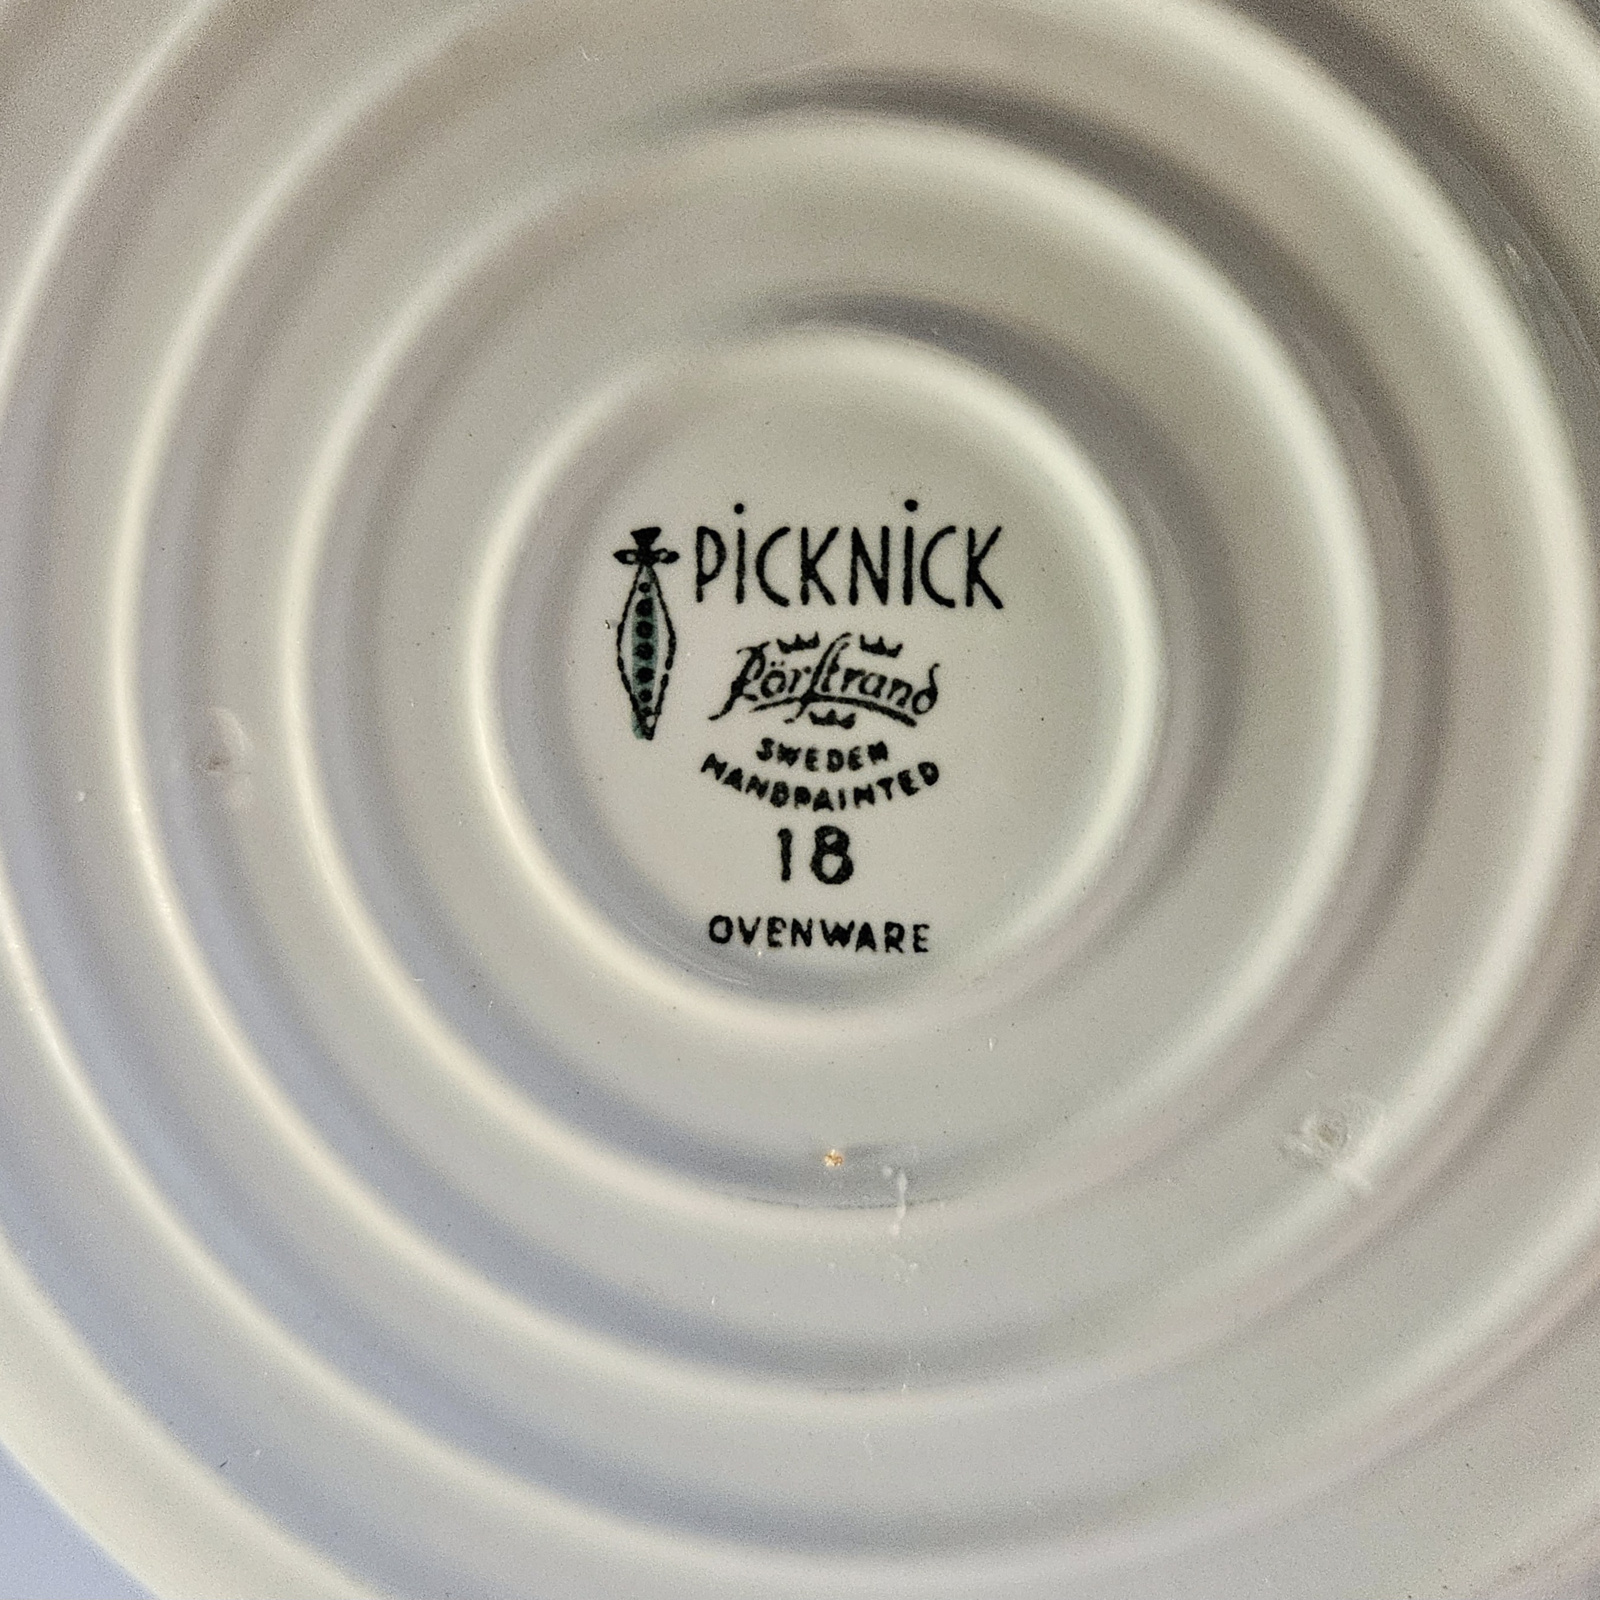 PiCKNiCK
Rörstrand
SWEDEN
HANDPAINTED
18
OVENWARE